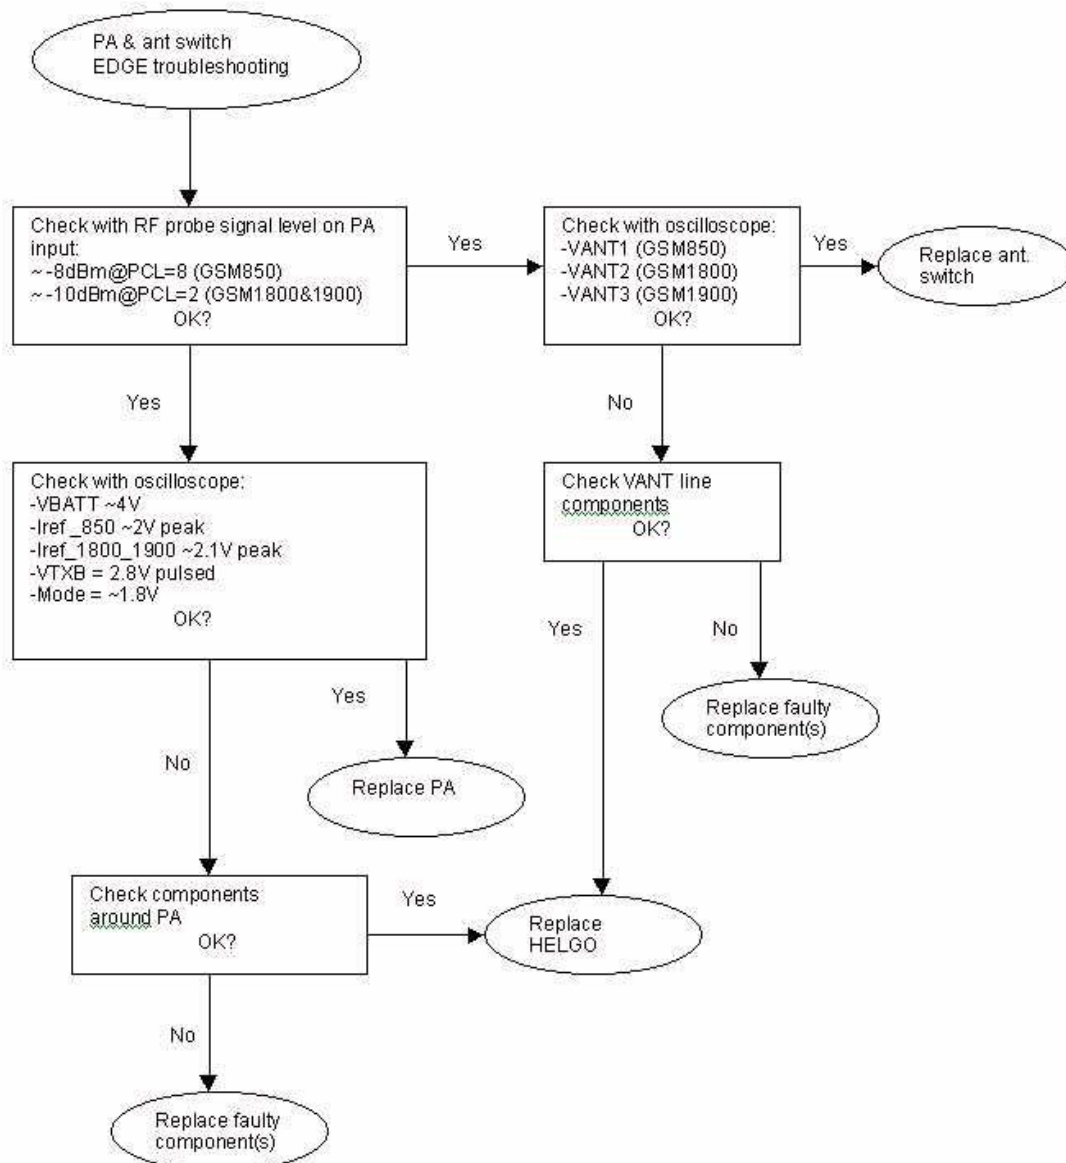 PA & ant switch
EDGE troubleshooting
Check with RF probe signal level on PA
input:
~-8dBm@PCL=8 (GSM850)
~-10dBm@PCL=2 (GSM1800&1900)
OK?
Yes
Check with oscilloscope:
-VANT1 (GSM850)
-VANT2 (GSM1800)
-VANT3 (GSM1900)
OK?
Yes
Replace ant.
switch
Yes
No
Check with oscilloscope:
-VBATT ~4V
-Iref _850 ~2V peak
-Iref_1800_1900 ~2.1V peak
-VTXB = 2.8V pulsed
-Mode = ~1.8V
OK?
Check VANT line
components
OK?
Yes
No
Replace faulty
component(s)
Yes
No
Replace PA
Check components
around PA
OK?
Yes
Replace
HELGO
No
Replace faulty
component(s)